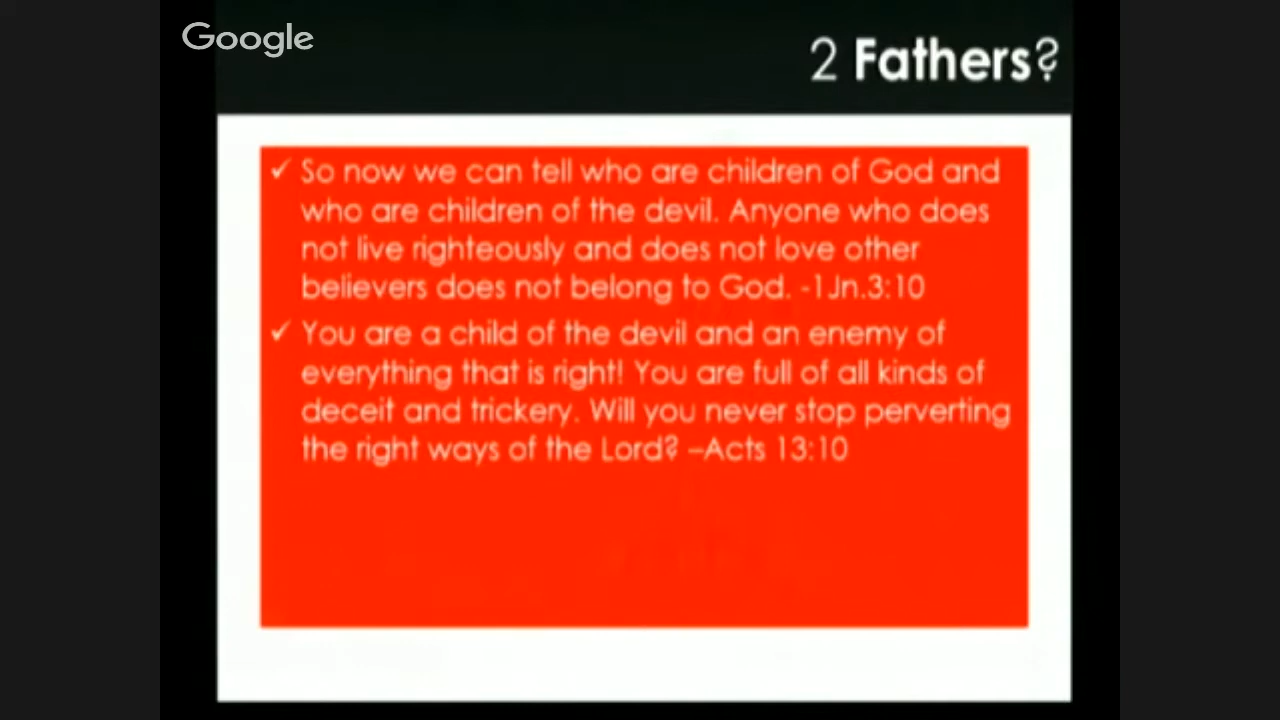 Google
2 Fathers?
✓ So now we can tell who are children of God and
who are children of the devil. Anyone who does
not live righteously and does not love other
believers does not belong to God. -1Jn.3:10
✓ You are a child of the devil and an enemy of
everything that is right! You are full of all kinds of
deceit and trickery. Will you never stop perverting
the right ways of the Lord? –Acts 13:10